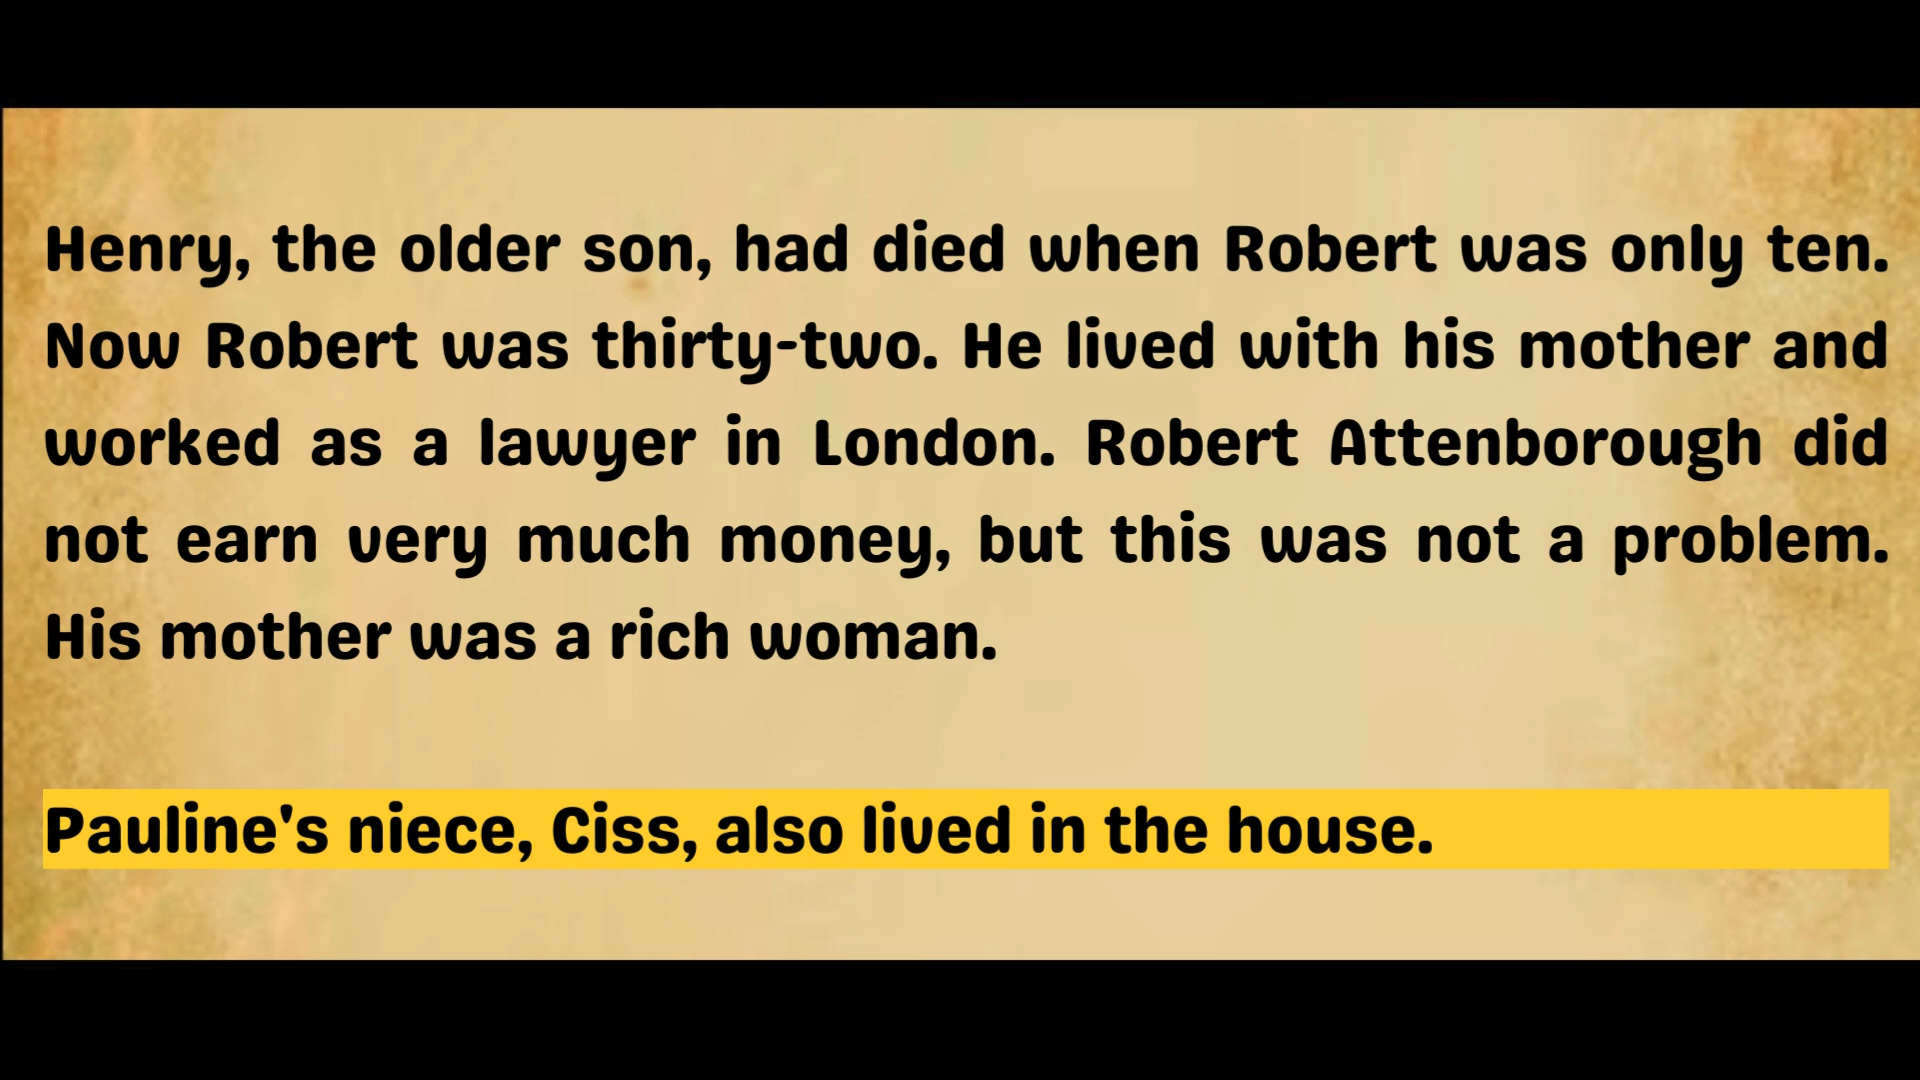 Henry, the older son, had died when Robert was only ten.
Now Robert was thirty-two. He lived with his mother and
worked as a lawyer in London. Robert Attenborough did
not earn very much money, but this was not a problem.
His mother was a rich woman.
Pauline's niece, Ciss, also lived in the house.